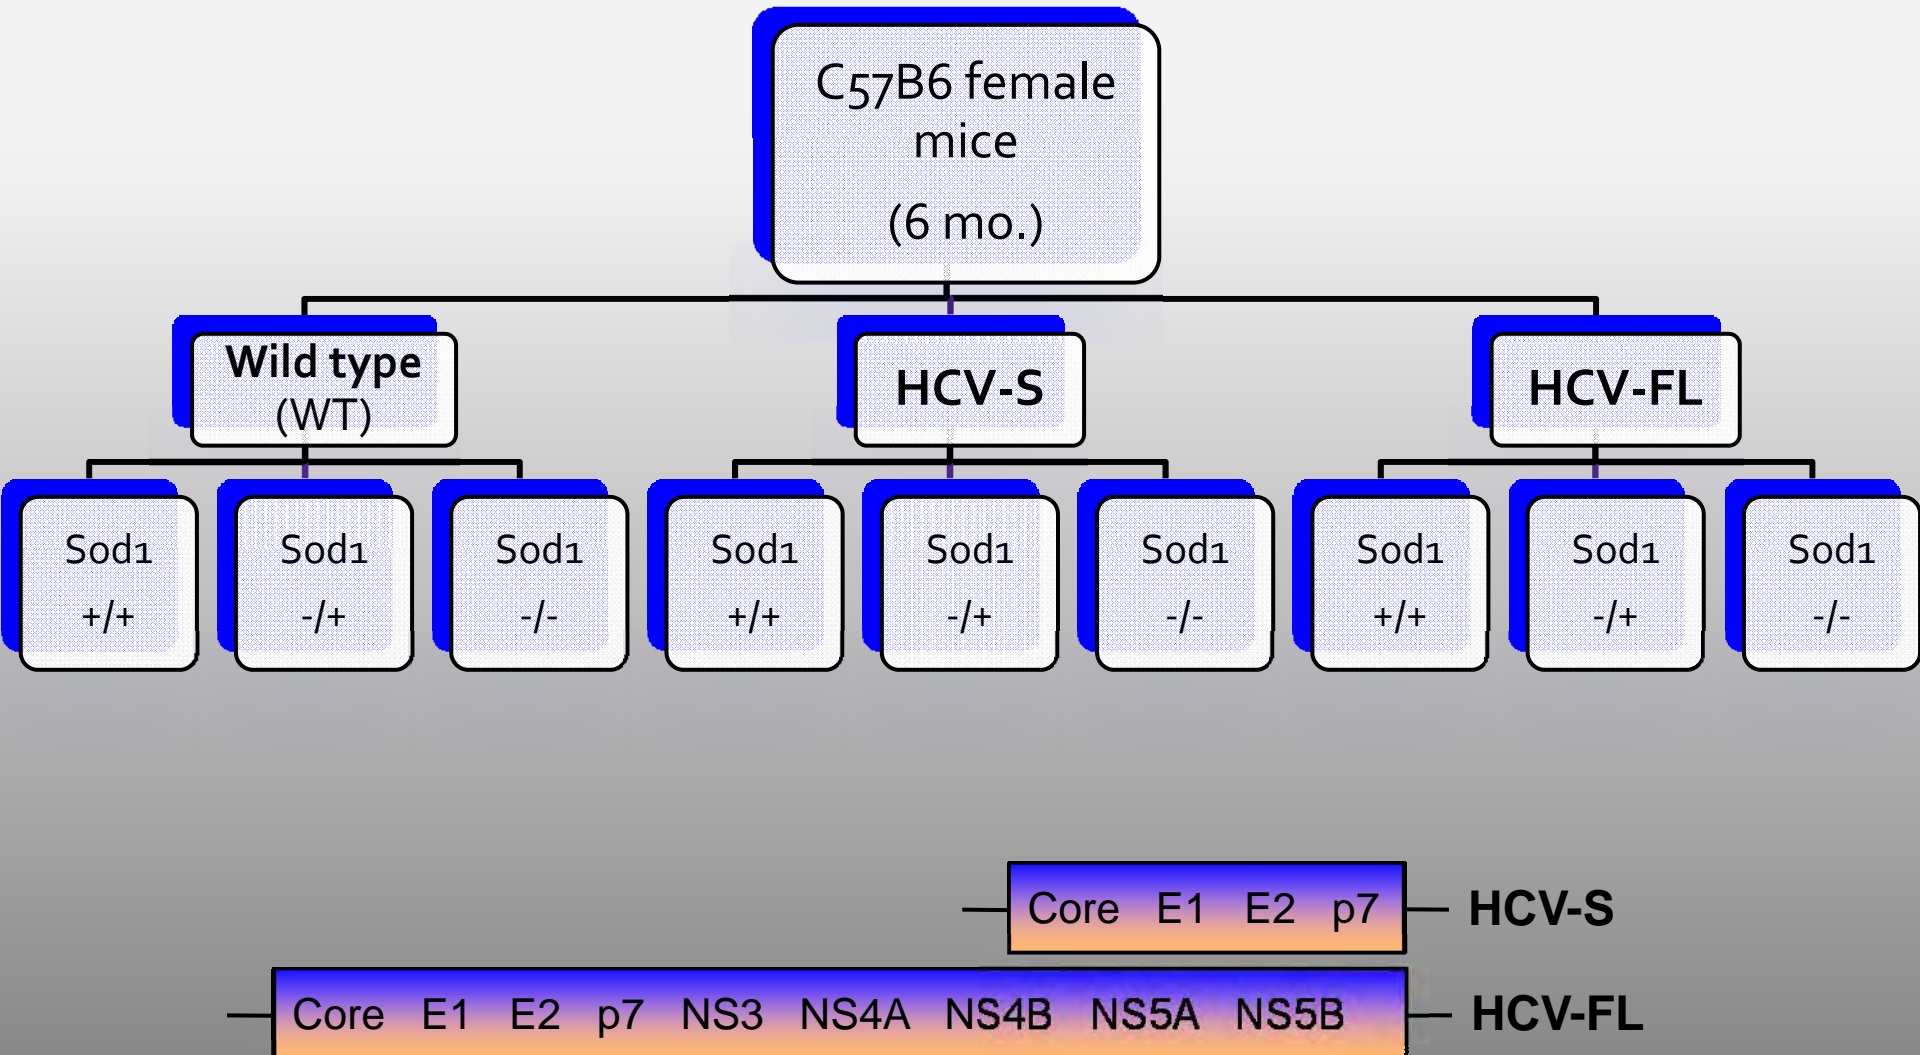 C57B6 female
mice
(6 mo.)
Wild type
(WT)
HCV-S
HCV-FL
Sod1
+/+
Sod1
-/+
Sod1
-/-
Sod1
+/+
Sod1
-/+
Sod1
-/-
Sod1
+/+
Sod1
-/+
Sod1
-/-
Core E1 E2 p7 HCV-S
Core E1 E2 p7 NS3 NS4A NS4B NS5A NS5B HCV-FL